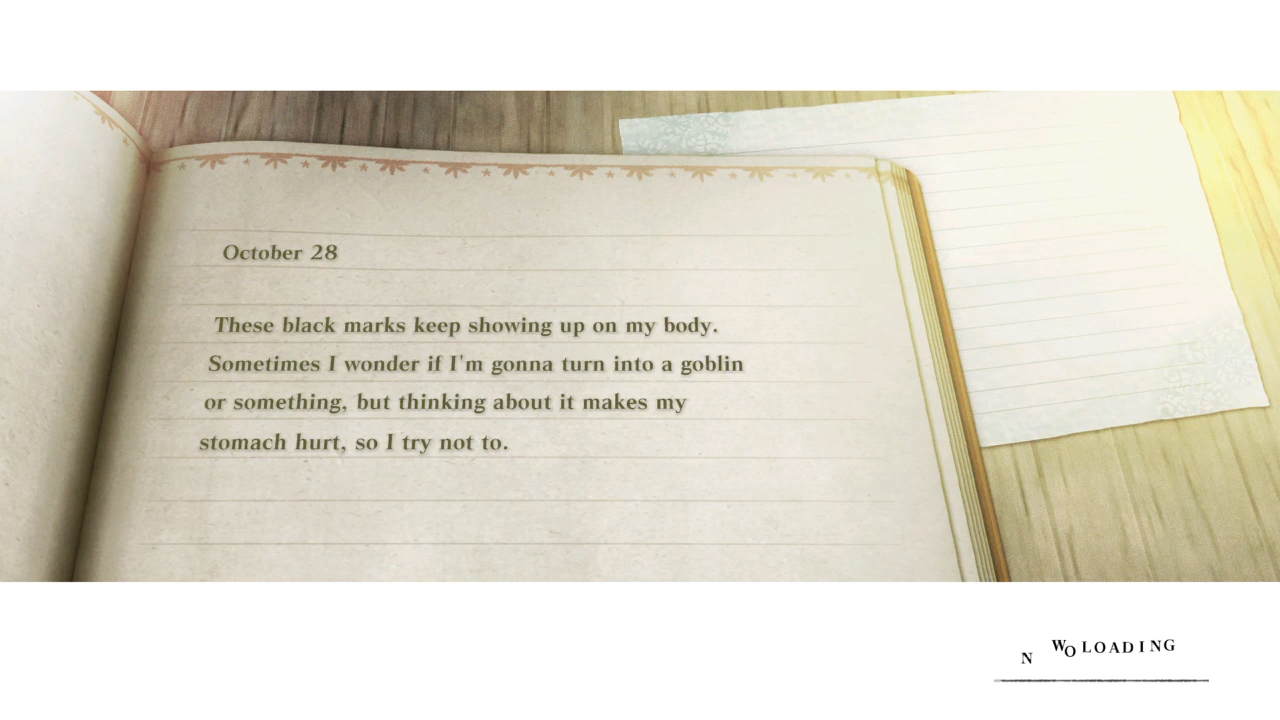 October 28
These black marks keep showing up on my body.
Sometimes I wonder if I'm gonna turn into a goblin
or something, but thinking about it makes my
stomach hurt, so I try not to.
NOW LOADING